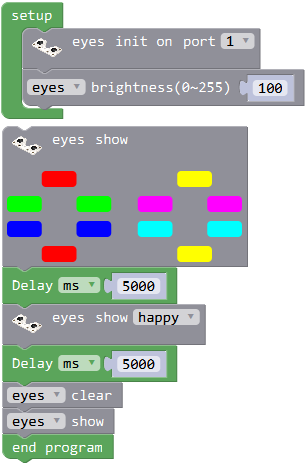 setup
eyes init on port 1
eyes brightness(0~255) 100
eyes show
Delay ms 5000
eyes show happy
Delay ms 5000
eyes clear
eyes show
end program